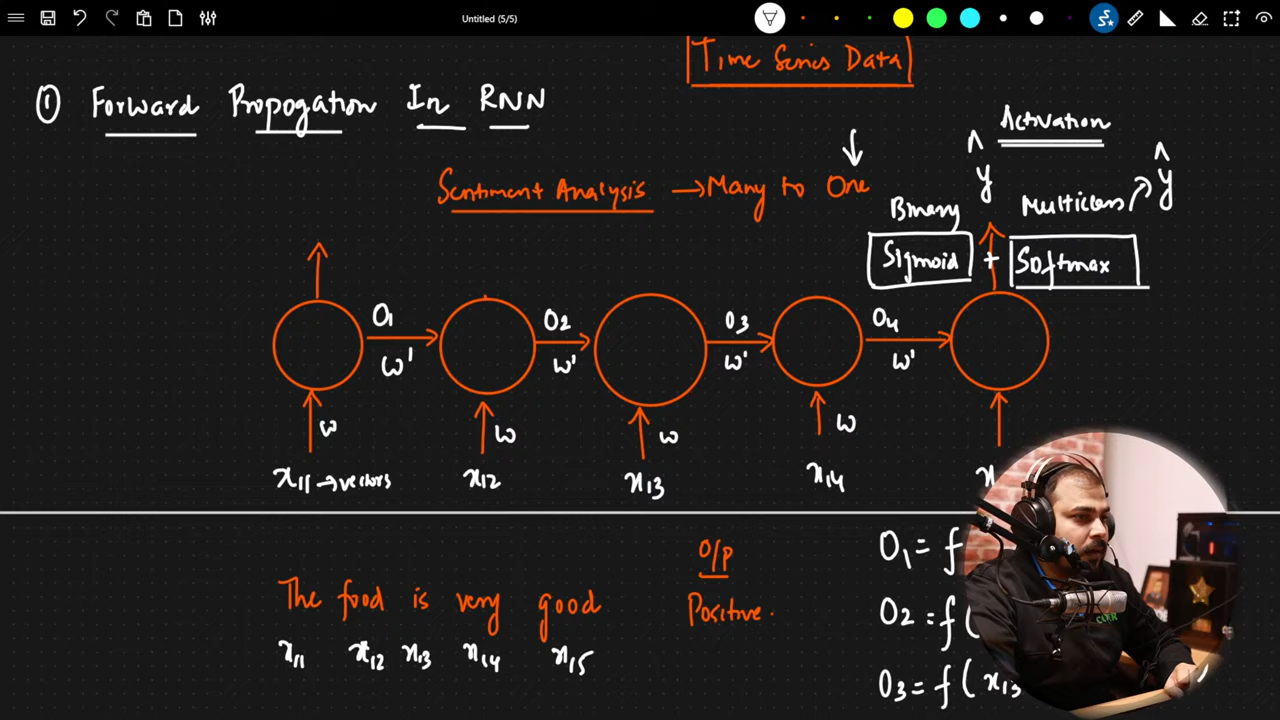 Untitled (5/5)
Time Series Data
① Forward Propogation In RNN
Activation
Sentiment Analysis → Many to One
^ y
^ y
Binary
Multiclass
Sigmoid + Softmax
O1 O2 O3 O4
w' w' w' w'
w w w w
x11 → vectors x12 x13 x14
O/P
O1 = f
The food is very good
Positive.
O2 = f(
x11 x12 x13 x14 x15
O3 = f( x13